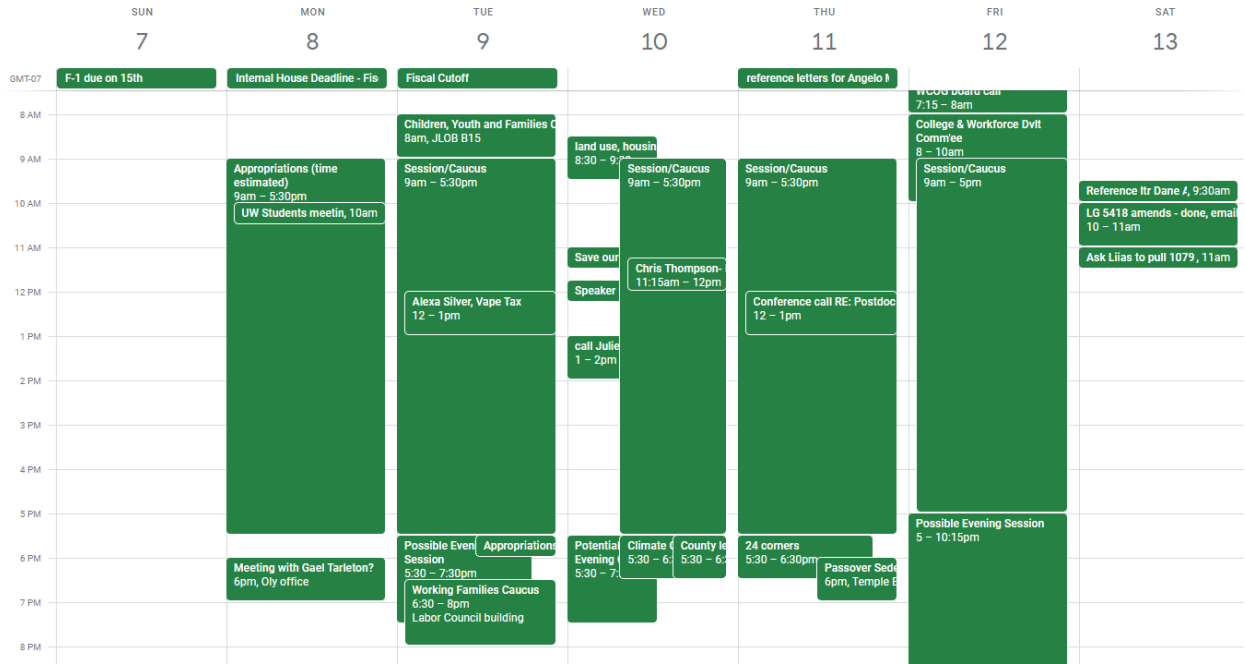 SUN
MON
TUE
WED
THU
FRI
SAT
7
8
9
10
11
12
13
GMT-07
F-1 due on 15th
Internal House Deadline - Fis
Fiscal Cutoff
reference letters for Angelo
8 AM
9 AM
10 AM
11 AM
12 PM
1 PM
2 PM
3 PM
4 PM
5 PM
6 PM
7 PM
8 PM
Appropriations (time
estimated)
9am – 5:30pm
UW Students meetin, 10am
Meeting with Gael Tarleton?
6pm, Oly office
Children, Youth and Families C
8am, JLOB B15
Session/Caucus
9am – 5:30pm
Alexa Silver, Vape Tax
12 – 1pm
Possible Even
Session
5:30 – 7:30pm
Appropriations
Working Families Caucus
6:30 – 8pm
Labor Council building
land use, housin
8:30 – 9:
Session/Caucus
9am – 5:30pm
Save our
Chris Thompson-
11:15am – 12pm
Speaker
call Julie
1 – 2pm
Potential
Evening
5:30 – 7:
Climate
5:30 – 6:
County le
5:30 – 6:
Session/Caucus
9am – 5:30pm
Conference call RE: Postdoc
12 – 1pm
24 corners
5:30 – 6:30pm
Passover Sede
6pm, Temple B
WCOG Board call
7:15 – 8am
College & Workforce Dvlt
Comm'ee
8 – 10am
Session/Caucus
9am – 5pm
Possible Evening Session
5 – 10:15pm
Reference ltr Dane , 9:30am
LG 5418 amends - done, email
10 – 11am
Ask Liias to pull 1079 , 11am